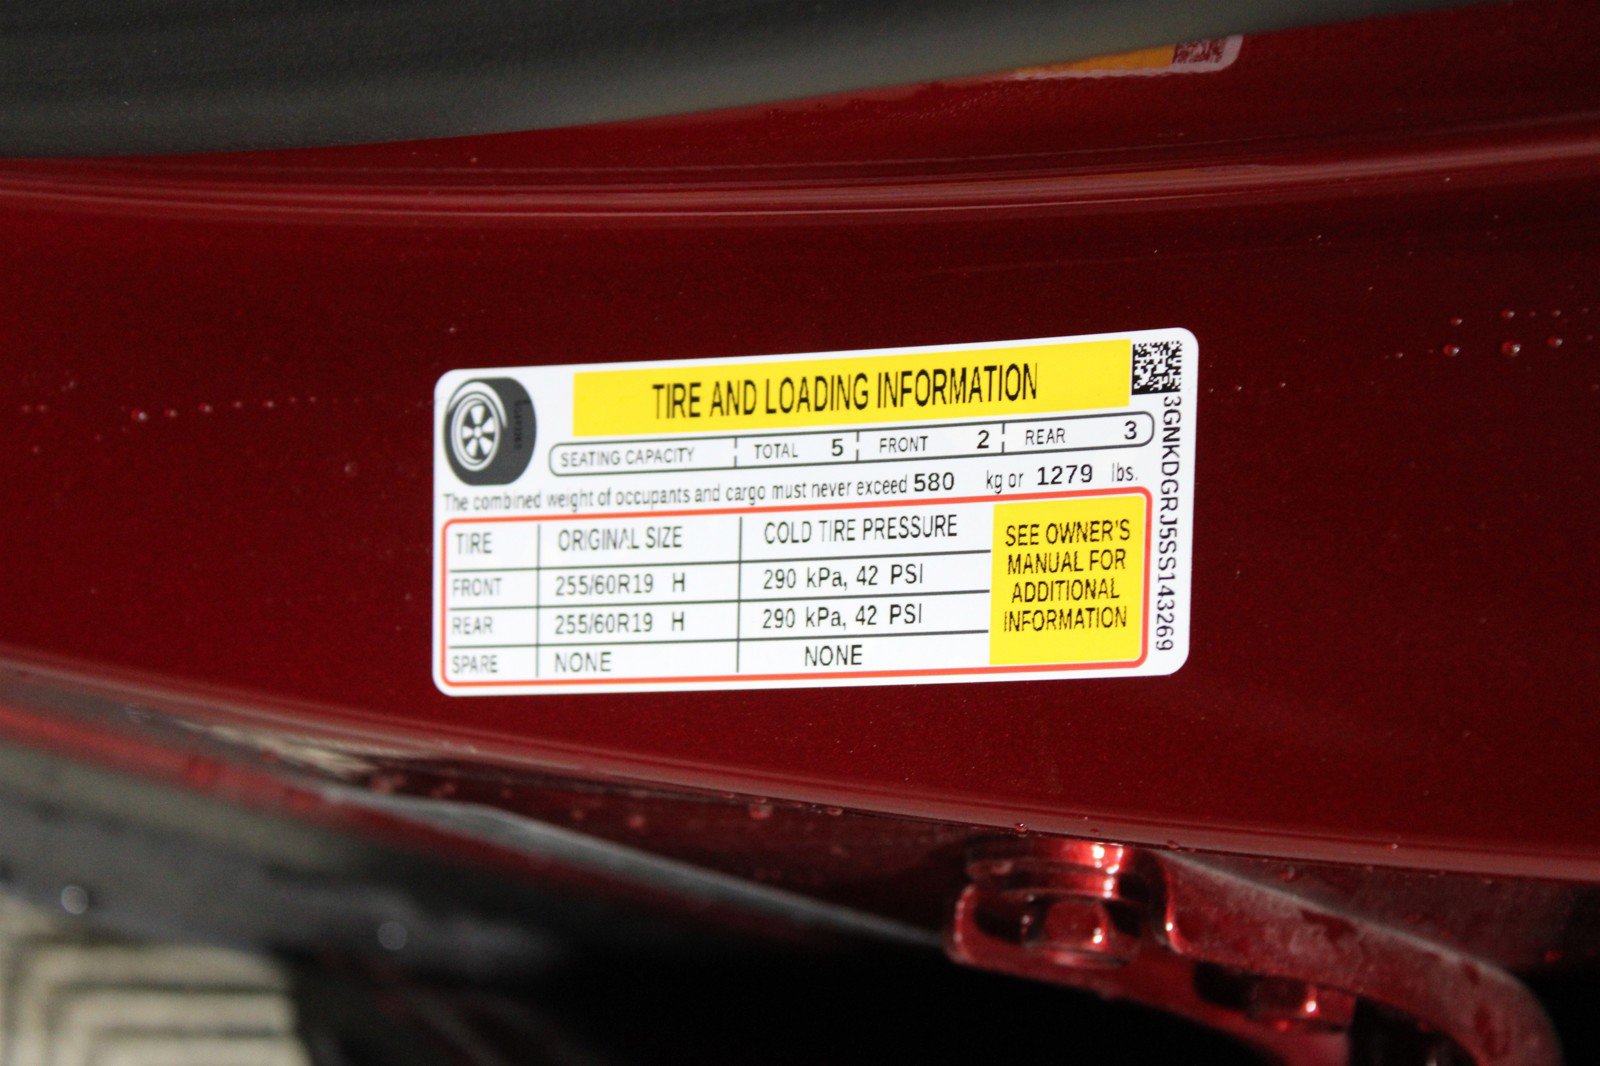 TIRE AND LOADING INFORMATION
SEATING CAPACITY TOTAL 5 FRONT 2 REAR 3
The combined weight of occupants and cargo must never exceed 580 kg or 1279 lbs.
TIRE ORIGINAL SIZE COLD TIRE PRESSURE
FRONT 255/60R19 H 290 kPa, 42 PSI
REAR 255/60R19 H 290 kPa, 42 PSI
SPARE NONE NONE
SEE OWNER'S
MANUAL FOR
ADDITIONAL
INFORMATION
3GNKDGRJ5SS143269